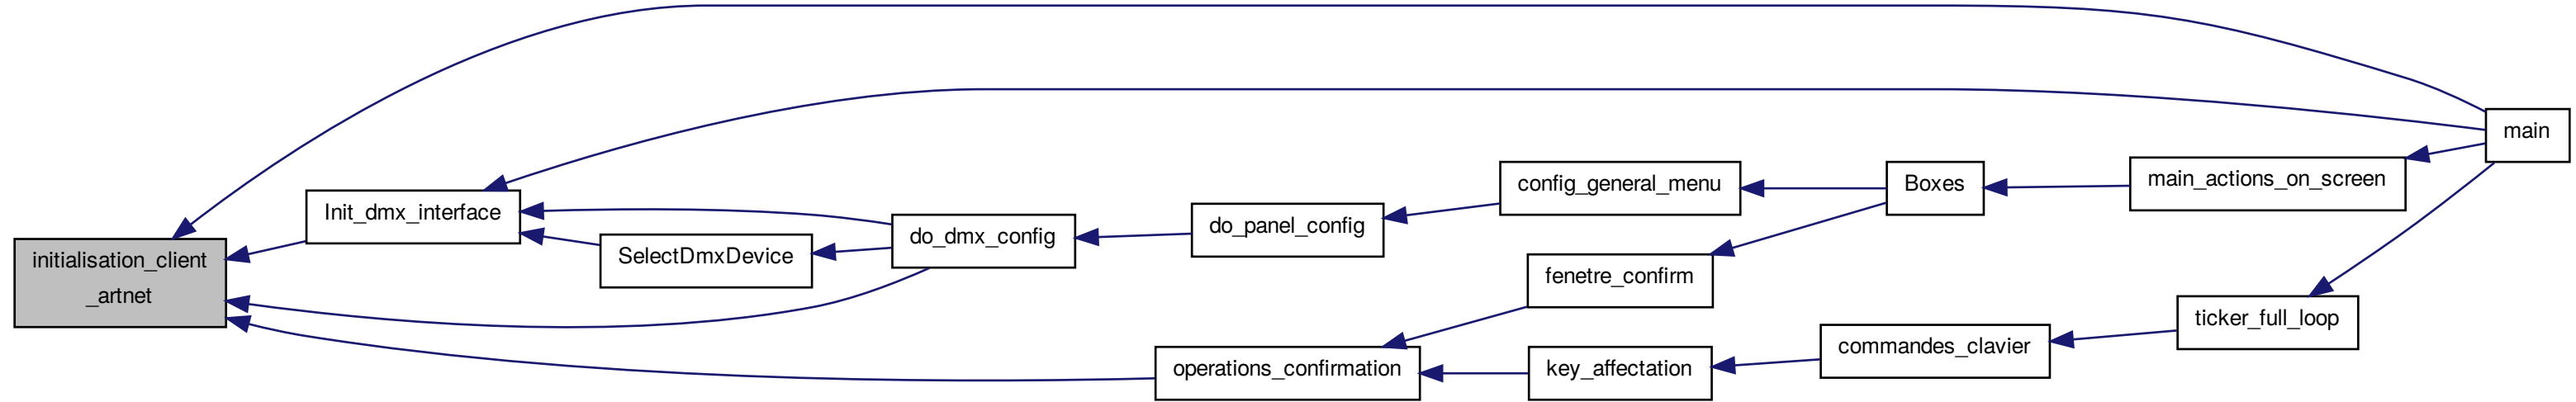 initialisation_client
_artnet
Init_dmx_interface
SelectDmxDevice
do_dmx_config
do_panel_config
config_general_menu
Boxes
main_actions_on_screen
main
fenetre_confirm
operations_confirmation
key_affectation
commandes_clavier
ticker_full_loop